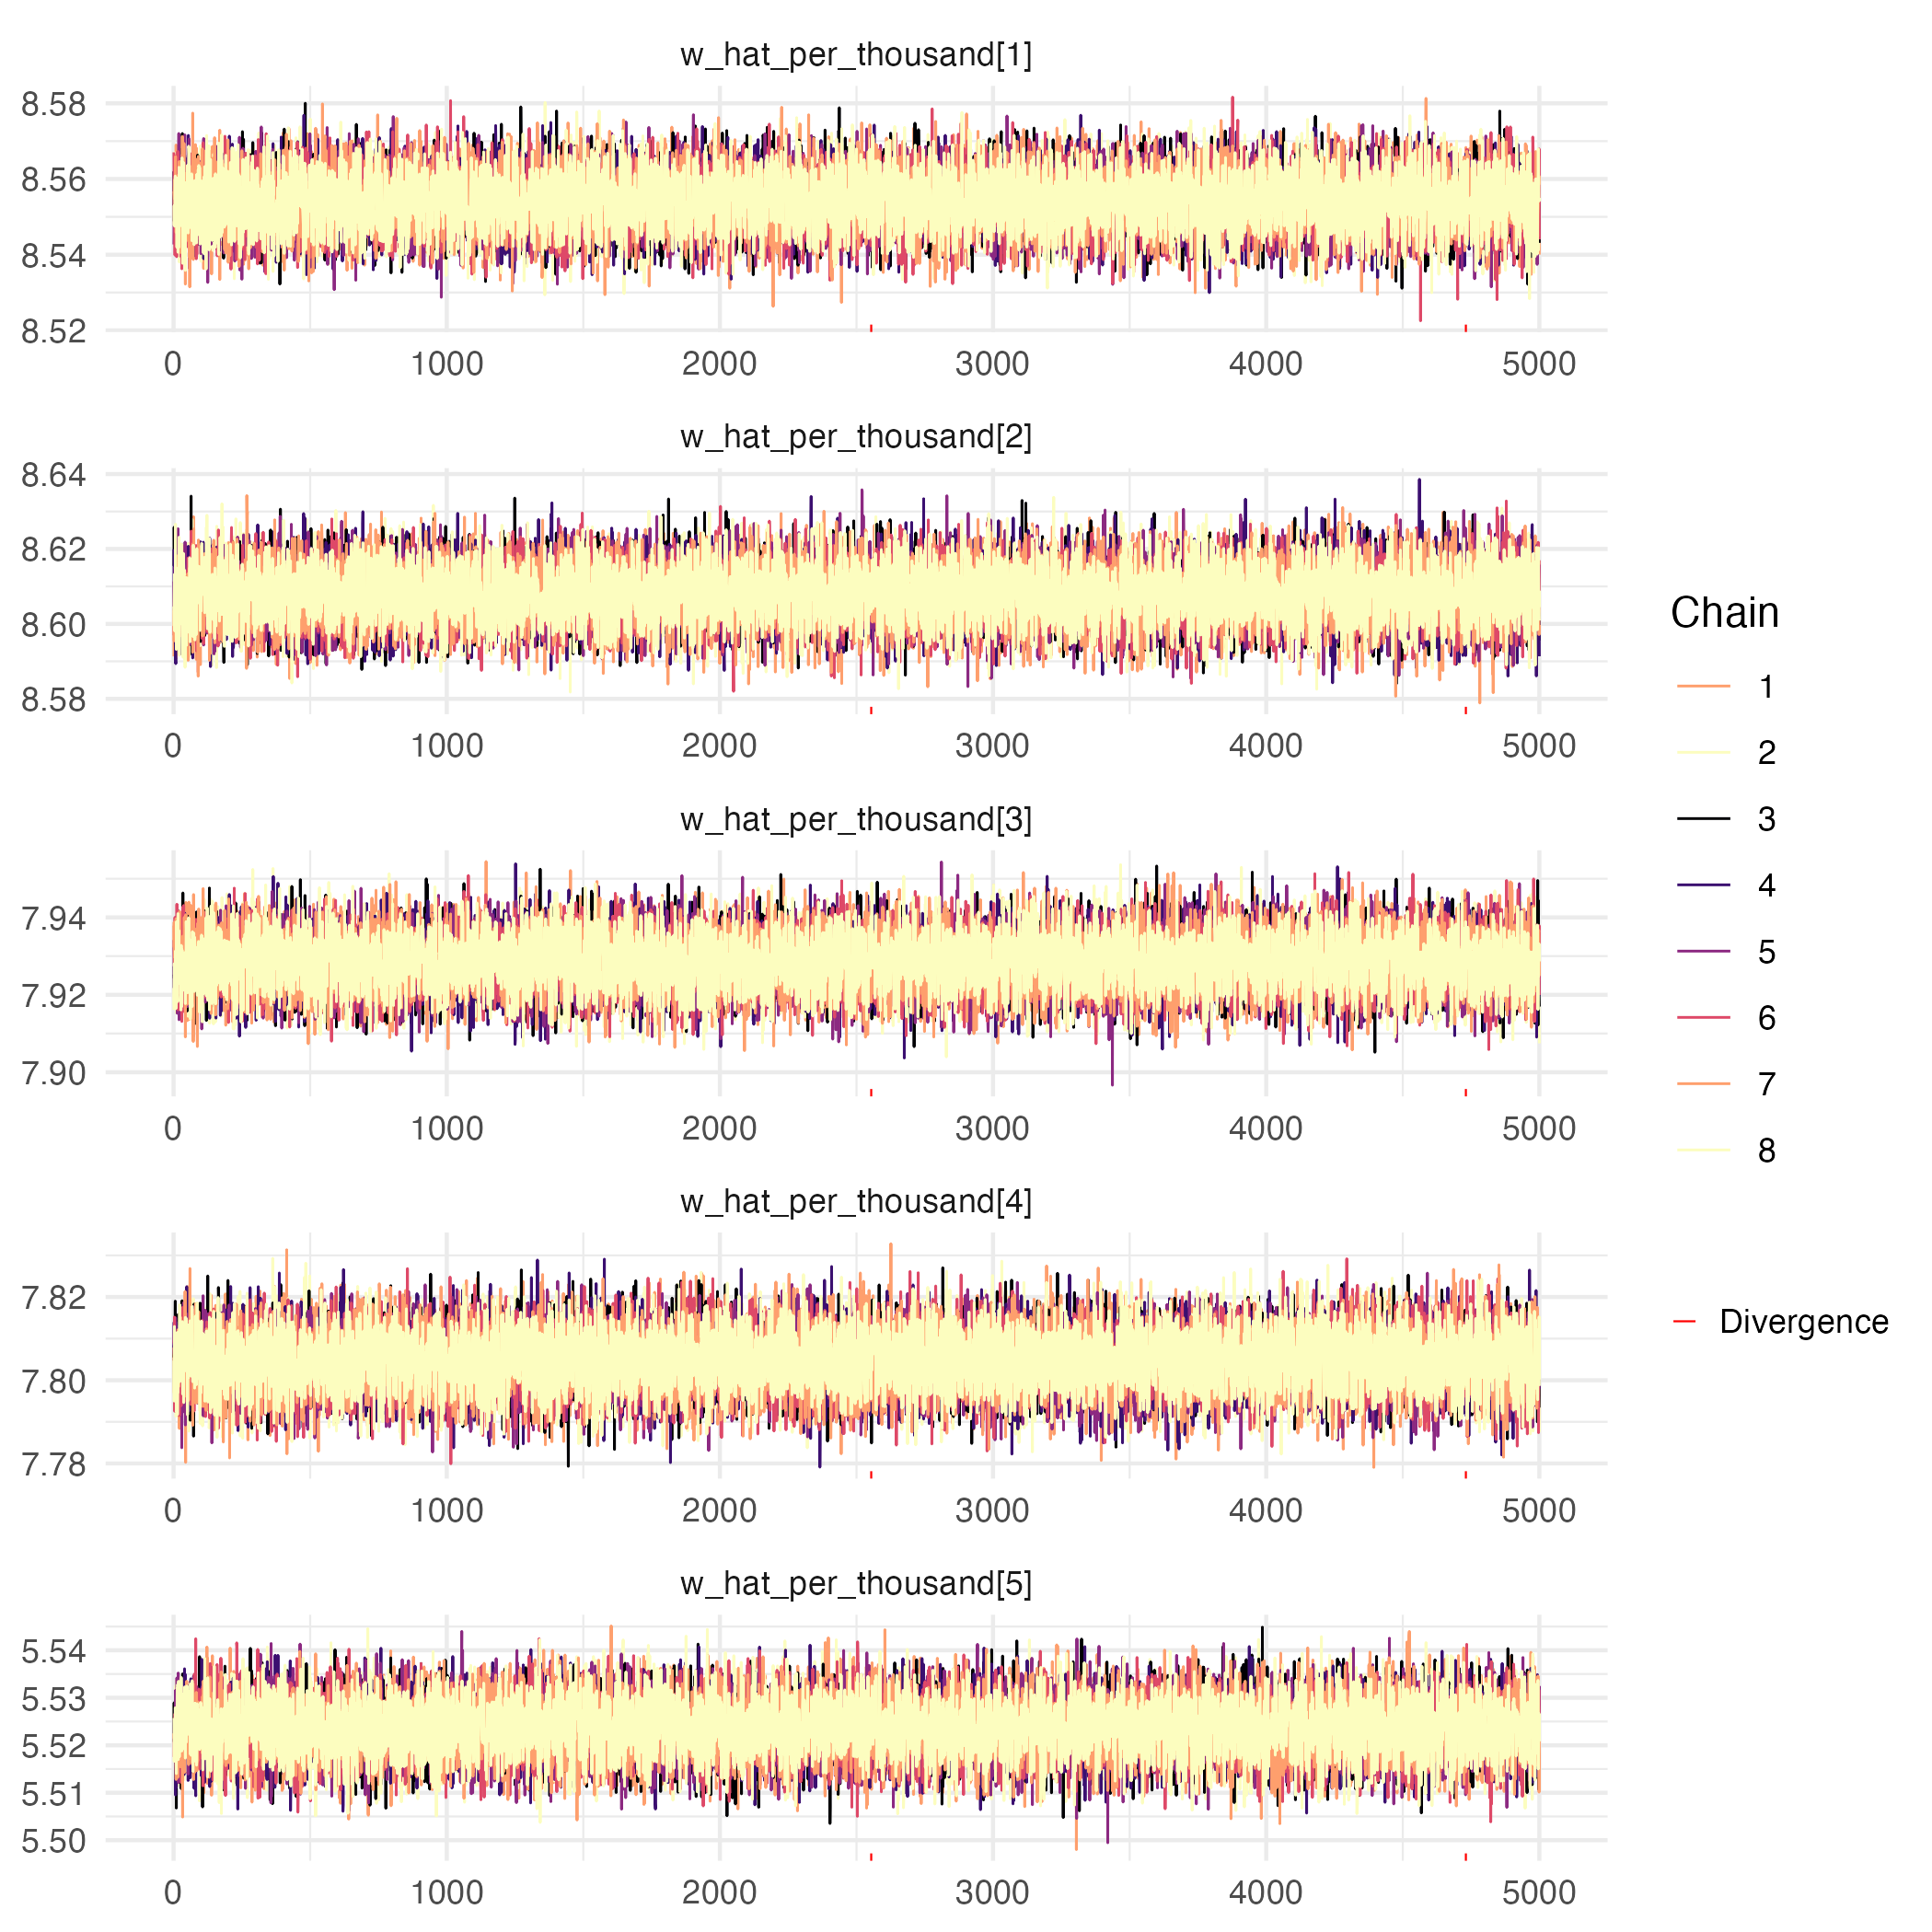 w_hat_per_thousand[1]
8.58
8.56
8.54
8.52
0 1000 2000 3000 4000 5000
w_hat_per_thousand[2]
8.64
8.62
8.60
8.58
0 1000 2000 3000 4000 5000
w_hat_per_thousand[3]
7.94
7.92
7.90
0 1000 2000 3000 4000 5000
w_hat_per_thousand[4]
7.82
7.80
7.78
0 1000 2000 3000 4000 5000
w_hat_per_thousand[5]
5.54
5.53
5.52
5.51
5.50
0 1000 2000 3000 4000 5000
Chain
1
2
3
4
5
6
7
8
Divergence